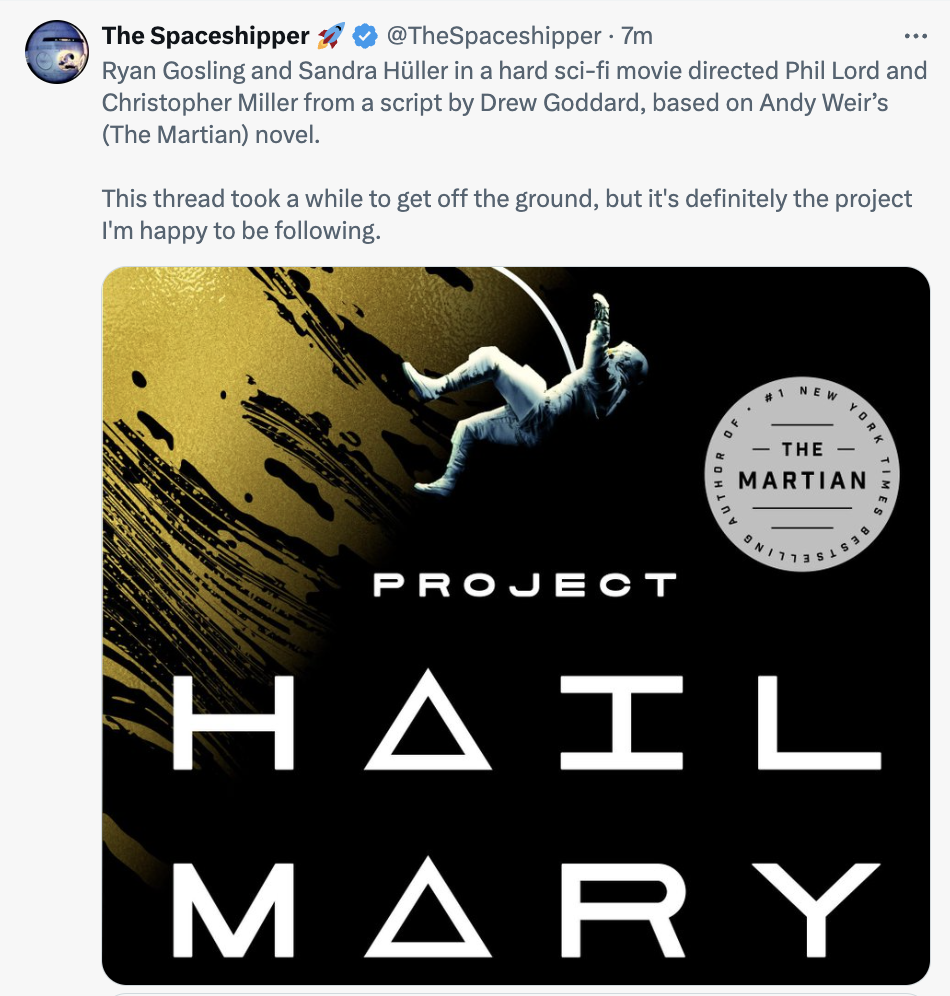 The Spaceshipper 🚀 @TheSpaceshipper · 7m
Ryan Gosling and Sandra Hüller in a hard sci-fi movie directed Phil Lord and
Christopher Miller from a script by Drew Goddard, based on Andy Weir’s
(The Martian) novel.
This thread took a while to get off the ground, but it's definitely the project
I'm happy to be following.
AUTHOR OF • #1 NEW YORK TIMES BESTSELLING
THE
MARTIAN
PROJECT
HAIL
MARY